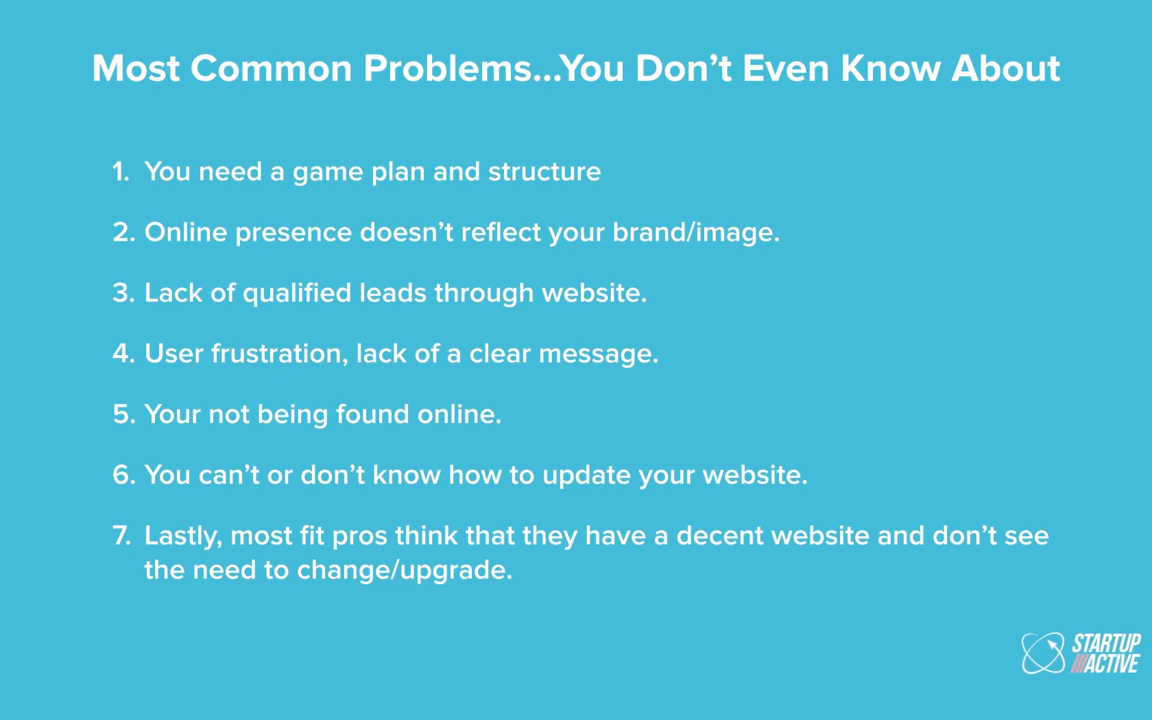 Most Common Problems...You Don't Even Know About
1. You need a game plan and structure
2. Online presence doesn't reflect your brand/image.
3. Lack of qualified leads through website.
4. User frustration, lack of a clear message.
5. Your not being found online.
6. You can't or don't know how to update your website.
7. Lastly, most fit pros think that they have a decent website and don't see
the need to change/upgrade.
STARTUP
ACTIVE